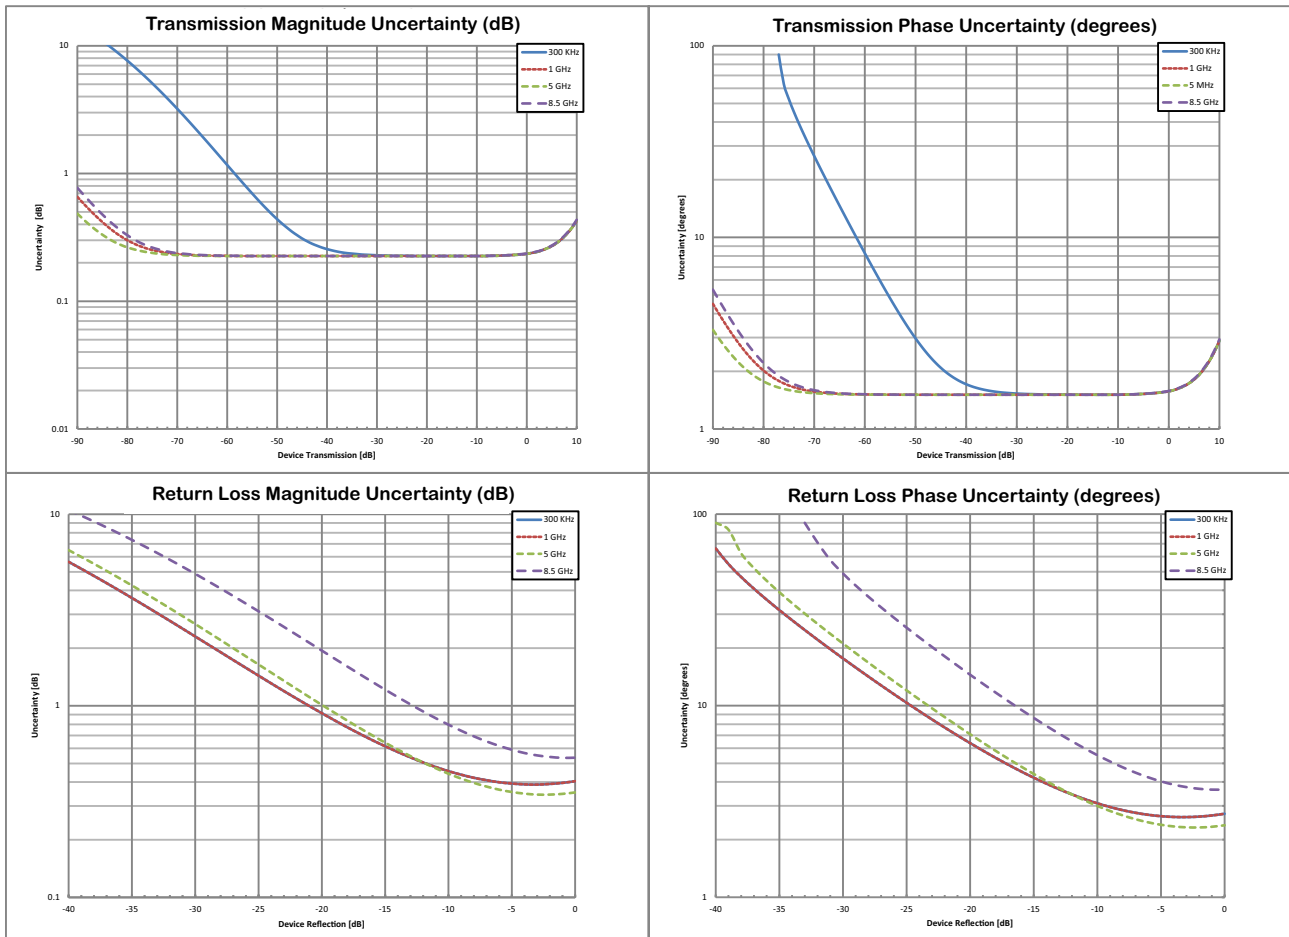 Transmission Magnitude Uncertainty (dB)
10
1
0.1
0.01
Uncertainty [dB]
300 KHz
1 GHz
5 GHz
8.5 GHz
-90 -80 -70 -60 -50 -40 -30 -20 -10 0 10
Device Transmission [dB]
Transmission Phase Uncertainty (degrees)
100
10
1
Uncertainty [degrees]
300 KHz
1 GHz
5 MHz
8.5 GHz
-90 -80 -70 -60 -50 -40 -30 -20 -10 0 10
Device Transmission [dB]
Return Loss Magnitude Uncertainty (dB)
10
1
0.1
Uncertainty [dB]
300 KHz
1 GHz
5 GHz
8.5 GHz
-40 -35 -30 -25 -20 -15 -10 -5 0
Device Reflection [dB]
Return Loss Phase Uncertainty (degrees)
100
10
1
Uncertainty [degrees]
300 KHz
1 GHz
5 GHz
8.5 GHz
-40 -35 -30 -25 -20 -15 -10 -5 0
Device Reflection [dB]